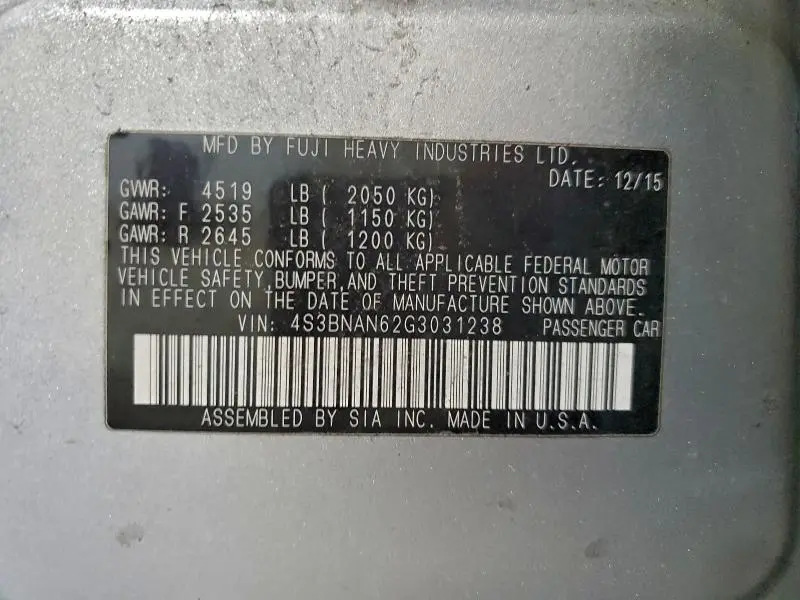 MFD BY FUJI HEAVY INDUSTRIES LTD.
DATE: 12/15
GVWR: 4519 LB ( 2050 KG)
GAWR: F 2535 LB ( 1150 KG)
GAWR: R 2645 LB ( 1200 KG)
THIS VEHICLE CONFORMS TO ALL APPLICABLE FEDERAL MOTOR
VEHICLE SAFETY,BUMPER,AND THEFT PREVENTION STANDARDS
IN EFFECT ON THE DATE OF MANUFACTURE SHOWN ABOVE.
VIN: 4S3BNAN62G3031238 PASSENGER CAR
ASSEMBLED BY SIA INC. MADE IN U.S.A.